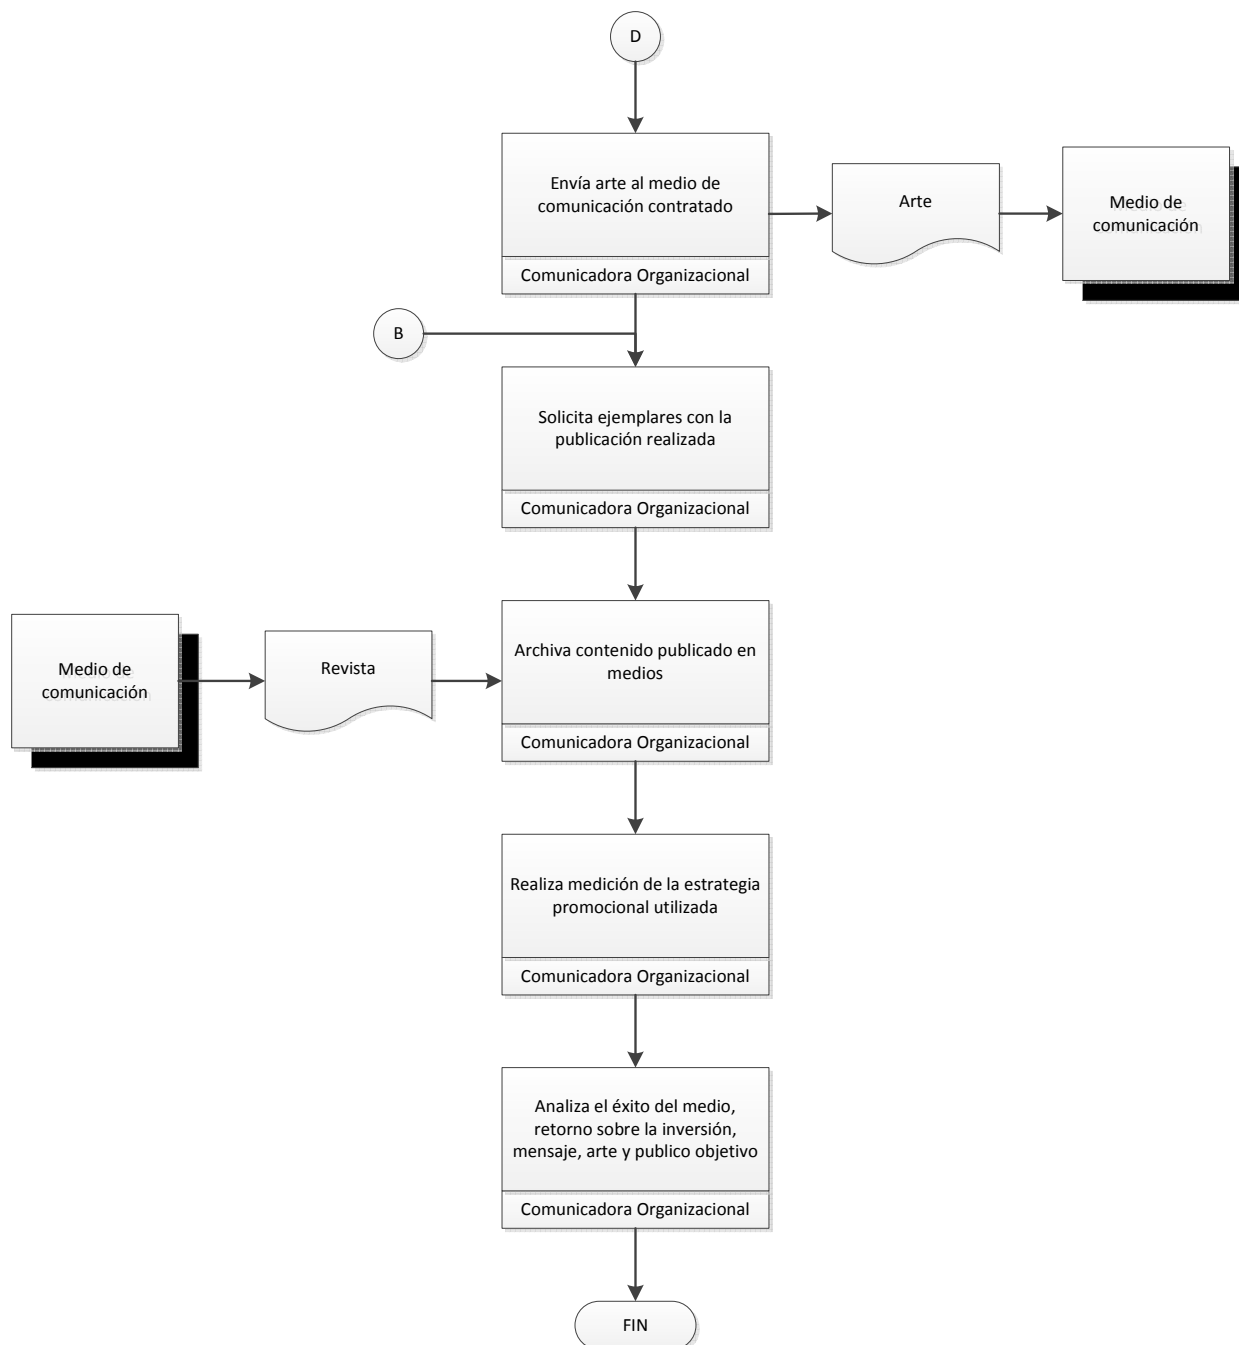 D
Envía arte al medio de
comunicación contratado
Comunicadora Organizacional
Arte
Medio de
comunicación
B
Solicita ejemplares con la
publicación realizada
Comunicadora Organizacional
Medio de
comunicación
Revista
Archiva contenido publicado en
medios
Comunicadora Organizacional
Realiza medición de la estrategia
promocional utilizada
Comunicadora Organizacional
Analiza el éxito del medio,
retorno sobre la inversión,
mensaje, arte y publico objetivo
Comunicadora Organizacional
FIN